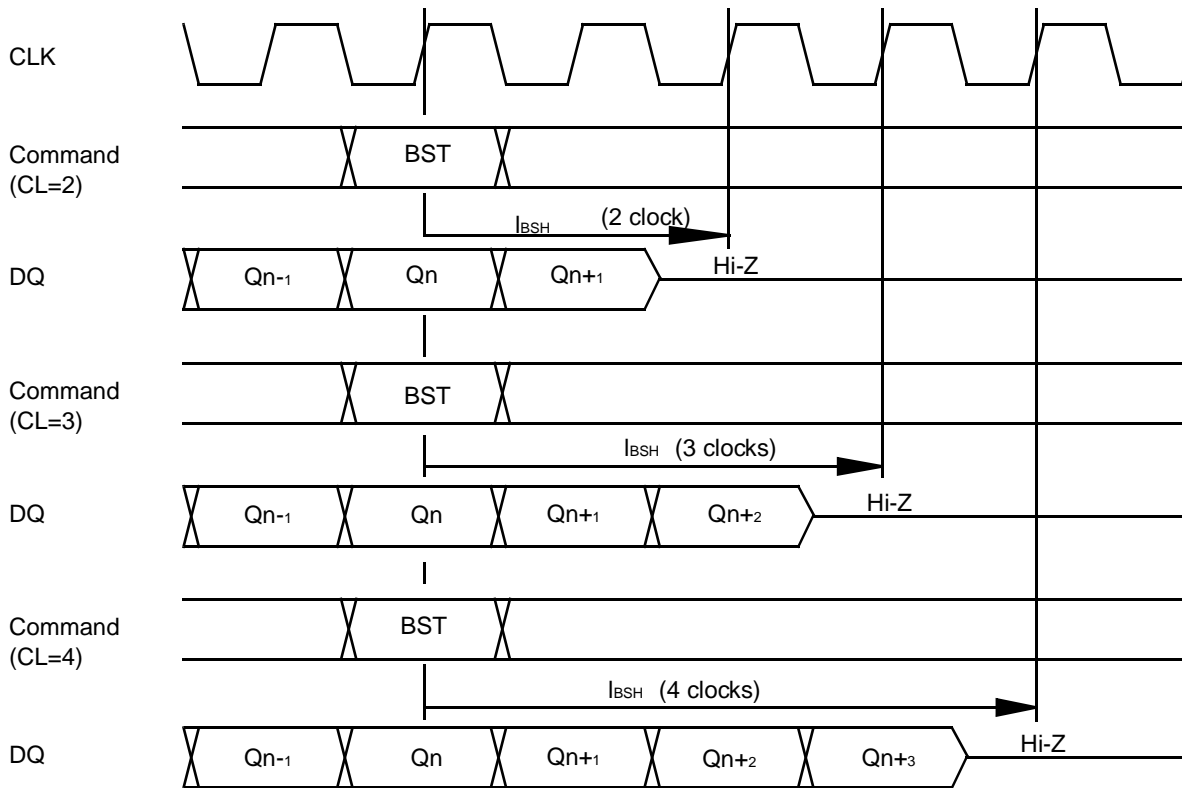 CLK
Command
(CL=2)
BST
lBSH (2 clock)
DQ
Qn-1 Qn Qn+1 Hi-Z
Command
(CL=3)
BST
lBSH (3 clocks)
DQ
Qn-1 Qn Qn+1 Qn+2 Hi-Z
Command
(CL=4)
BST
lBSH (4 clocks)
DQ
Qn-1 Qn Qn+1 Qn+2 Qn+3 Hi-Z